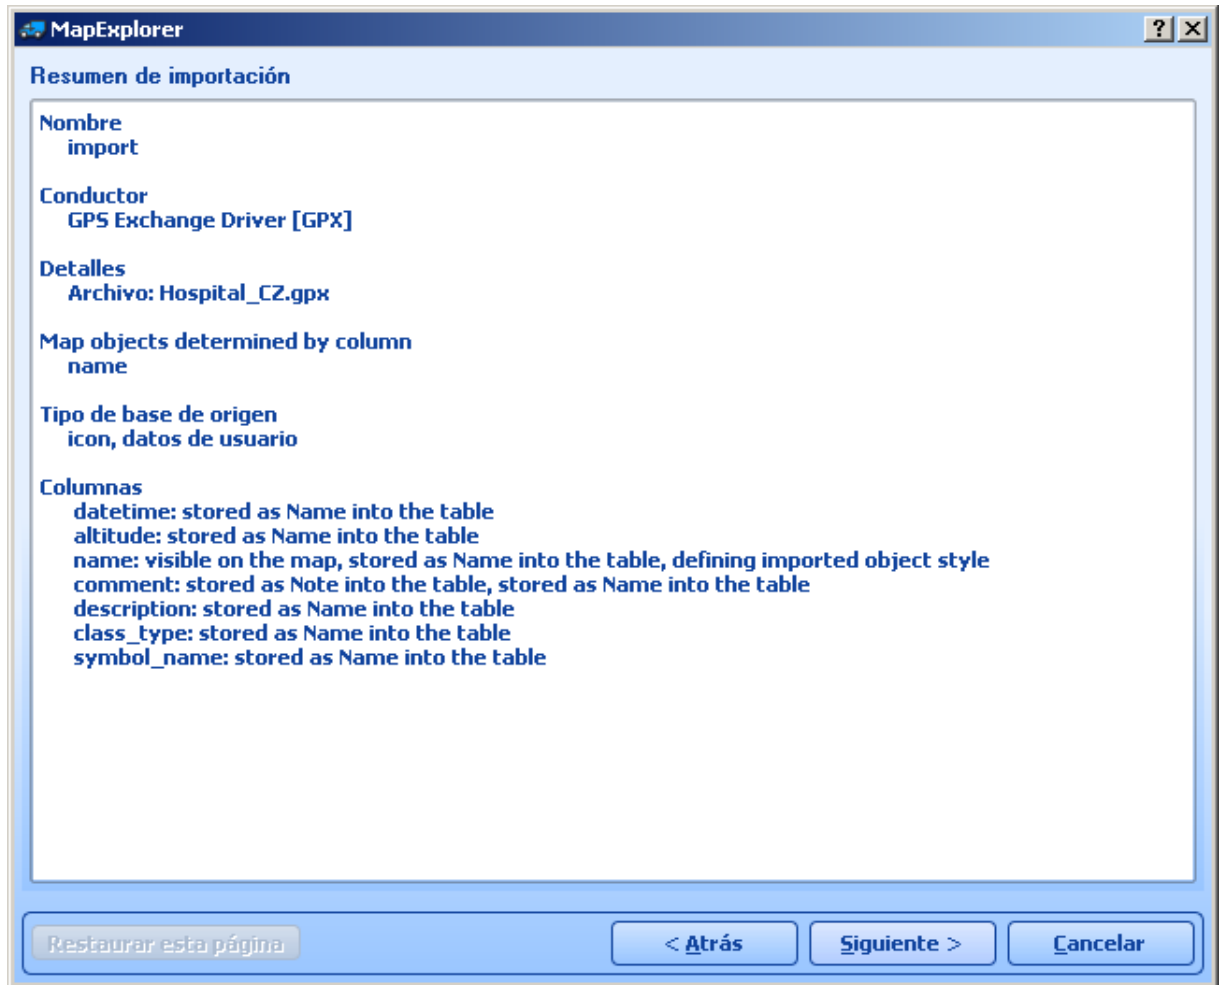 MapExplorer
Resumen de importación
Nombre
import
Conductor
GPS Exchange Driver [GPX]
Detalles
Archivo: Hospital_CZ.gpx
Map objects determined by column
name
Tipo de base de origen
icon, datos de usuario
Columnas
datetime: stored as Name into the table
altitude: stored as Name into the table
name: visible on the map, stored as Name into the table, defining imported object style
comment: stored as Note into the table, stored as Name into the table
description: stored as Name into the table
class_type: stored as Name into the table
symbol_name: stored as Name into the table
Restaurar esta página
< Atrás
Siguiente >
Cancelar